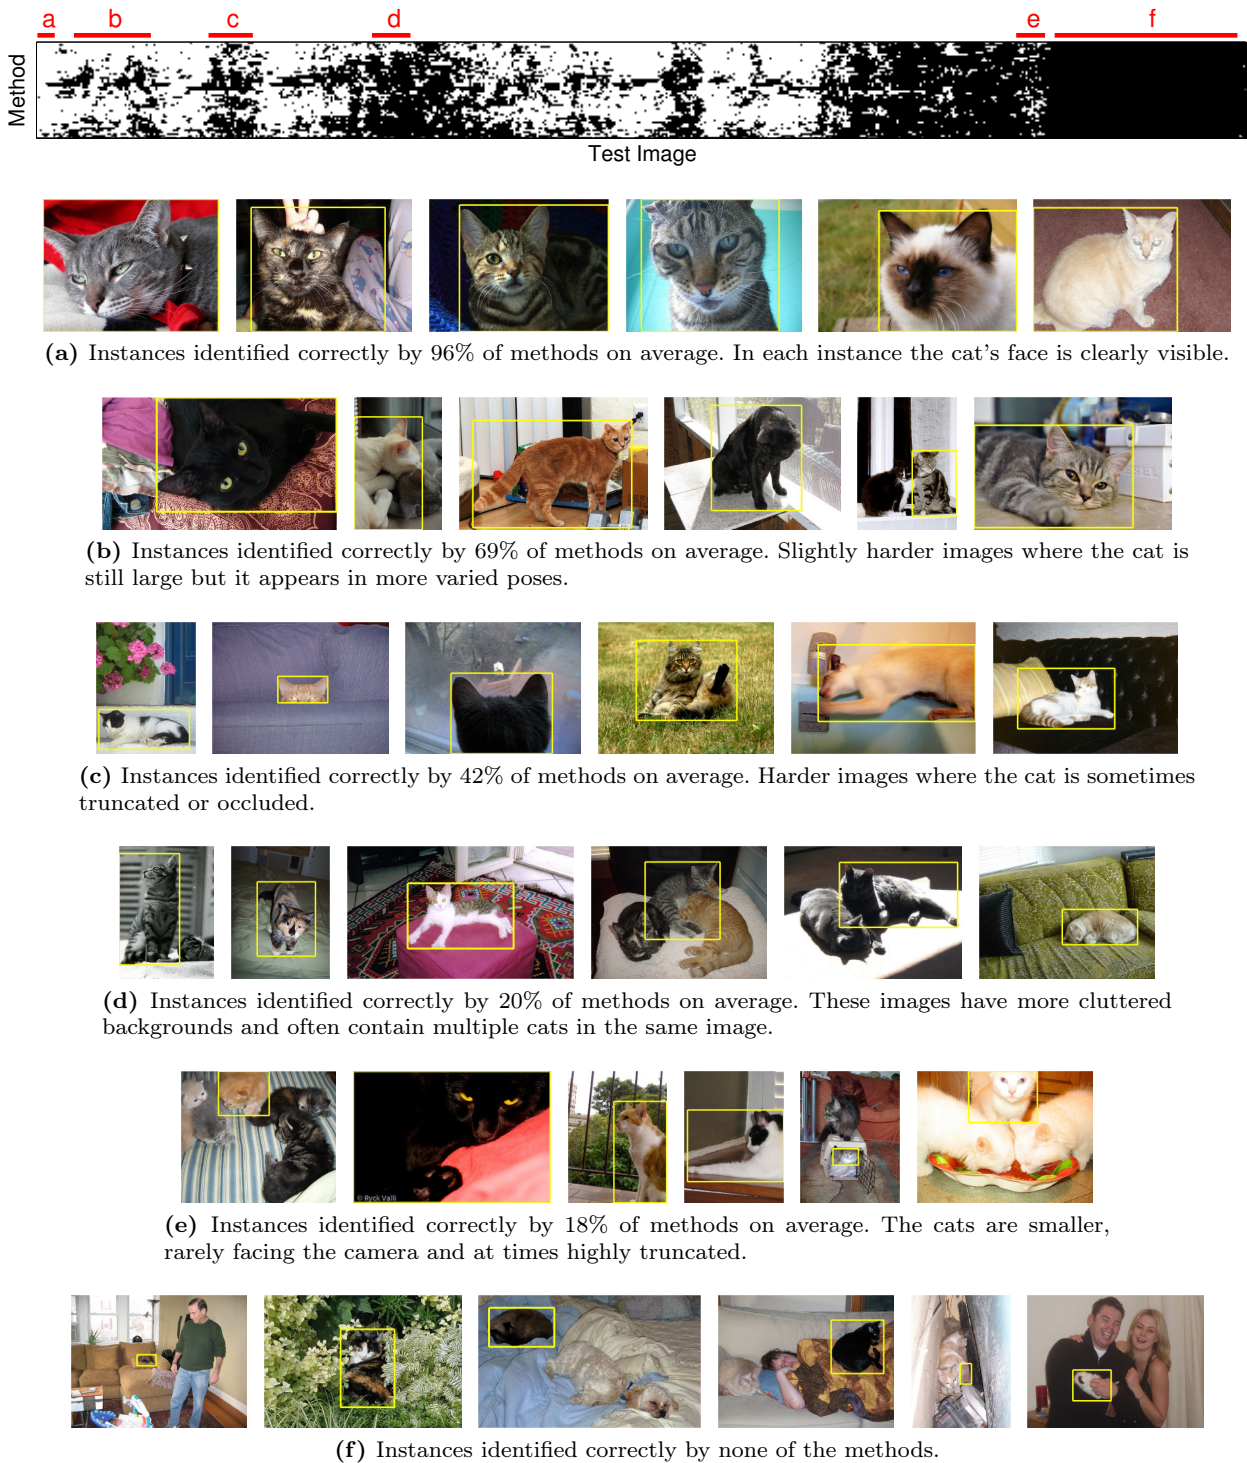 a b c d e f
Method
Test Image
(a) Instances identified correctly by 96% of methods on average. In each instance the cat's face is clearly visible.
(b) Instances identified correctly by 69% of methods on average. Slightly harder images where the cat is
still large but it appears in more varied poses.
(c) Instances identified correctly by 42% of methods on average. Harder images where the cat is sometimes
truncated or occluded.
(d) Instances identified correctly by 20% of methods on average. These images have more cluttered
backgrounds and often contain multiple cats in the same image.
© Ryck Valli
(e) Instances identified correctly by 18% of methods on average. The cats are smaller,
rarely facing the camera and at times highly truncated.
(f) Instances identified correctly by none of the methods.